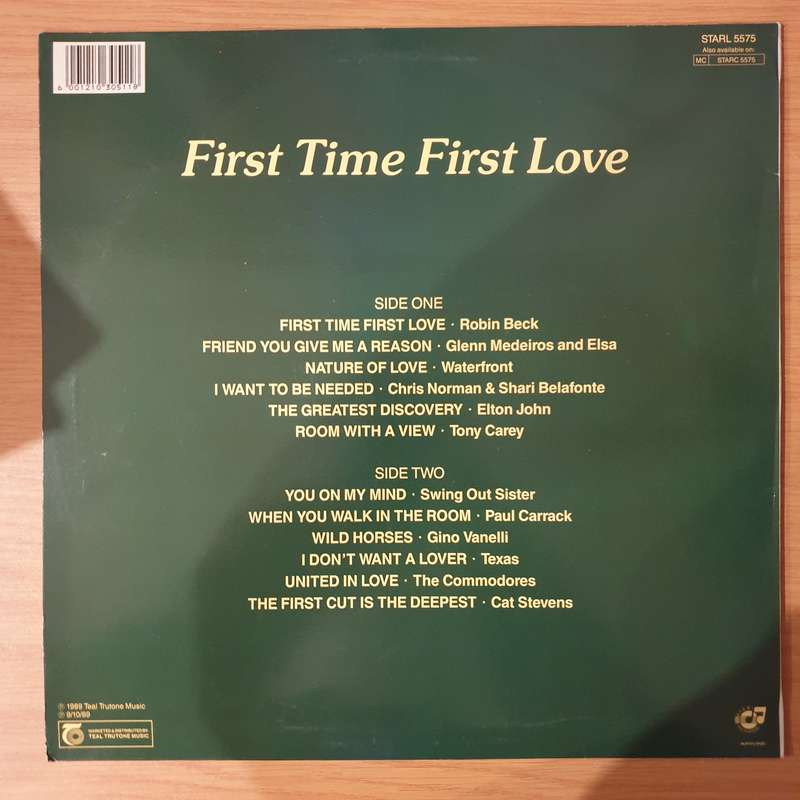 6 001210 305118
STARL 5575
Also available on:
MC STARC 5575
First Time First Love
SIDE ONE
FIRST TIME FIRST LOVE · Robin Beck
FRIEND YOU GIVE ME A REASON · Glenn Medeiros and Elsa
NATURE OF LOVE · Waterfront
I WANT TO BE NEEDED · Chris Norman & Shari Belafonte
THE GREATEST DISCOVERY · Elton John
ROOM WITH A VIEW · Tony Carey
SIDE TWO
YOU ON MY MIND · Swing Out Sister
WHEN YOU WALK IN THE ROOM · Paul Carrack
WILD HORSES · Gino Vanelli
I DON'T WANT A LOVER · Texas
UNITED IN LOVE · The Commodores
THE FIRST CUT IS THE DEEPEST · Cat Stevens
℗ 1989 Teal Trutone Music
℗ 9/10/89
MARKETED & DISTRIBUTED BY
TEAL TRUTONE MUSIC